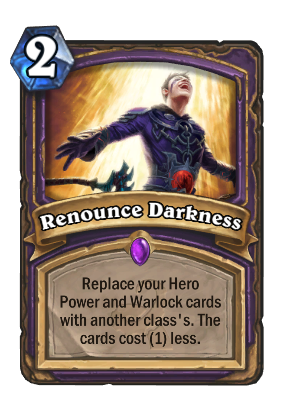 2
Renounce Darkness
Replace your Hero
Power and Warlock cards
with another class's. The
cards cost (1) less.